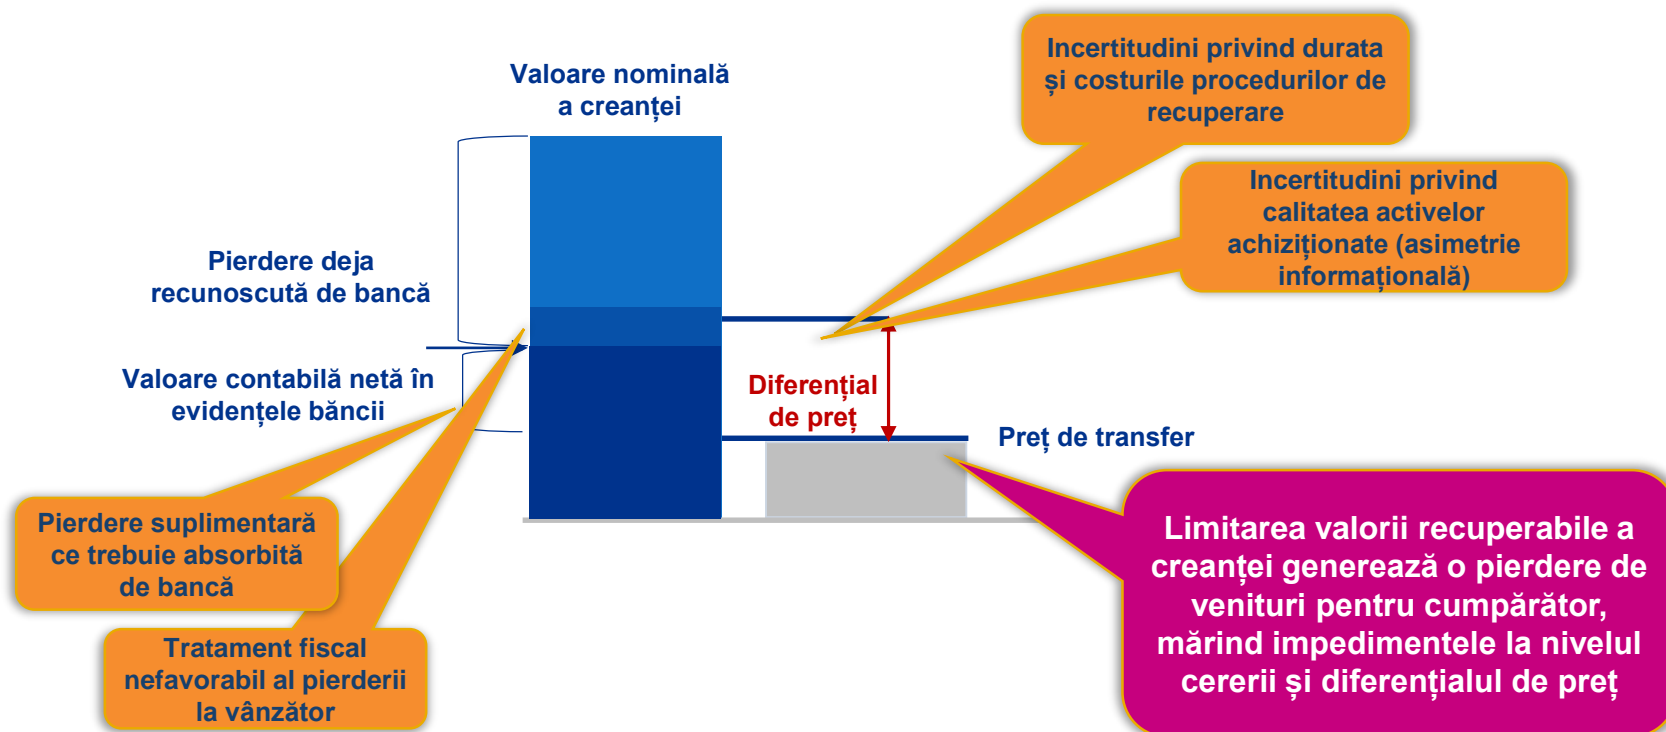 Valoare nominală
a creanței
Incertitudini privind durata
și costurile procedurilor de
recuperare
Incertitudini privind
calitatea activelor
achiziționate (asimetrie
informațională)
Pierdere deja
recunoscută de bancă
Valoare contabilă netă în
evidențele băncii
Diferențial
de preț
Preț de transfer
Pierdere suplimentară
ce trebuie absorbită
de bancă
Tratament fiscal
nefavorabil al pierderii
la vânzător
Limitarea valorii recuperabile a
creanței generează o pierdere de
venituri pentru cumpărător,
mărind impedimentele la nivelul
cererii și diferențialul de preț